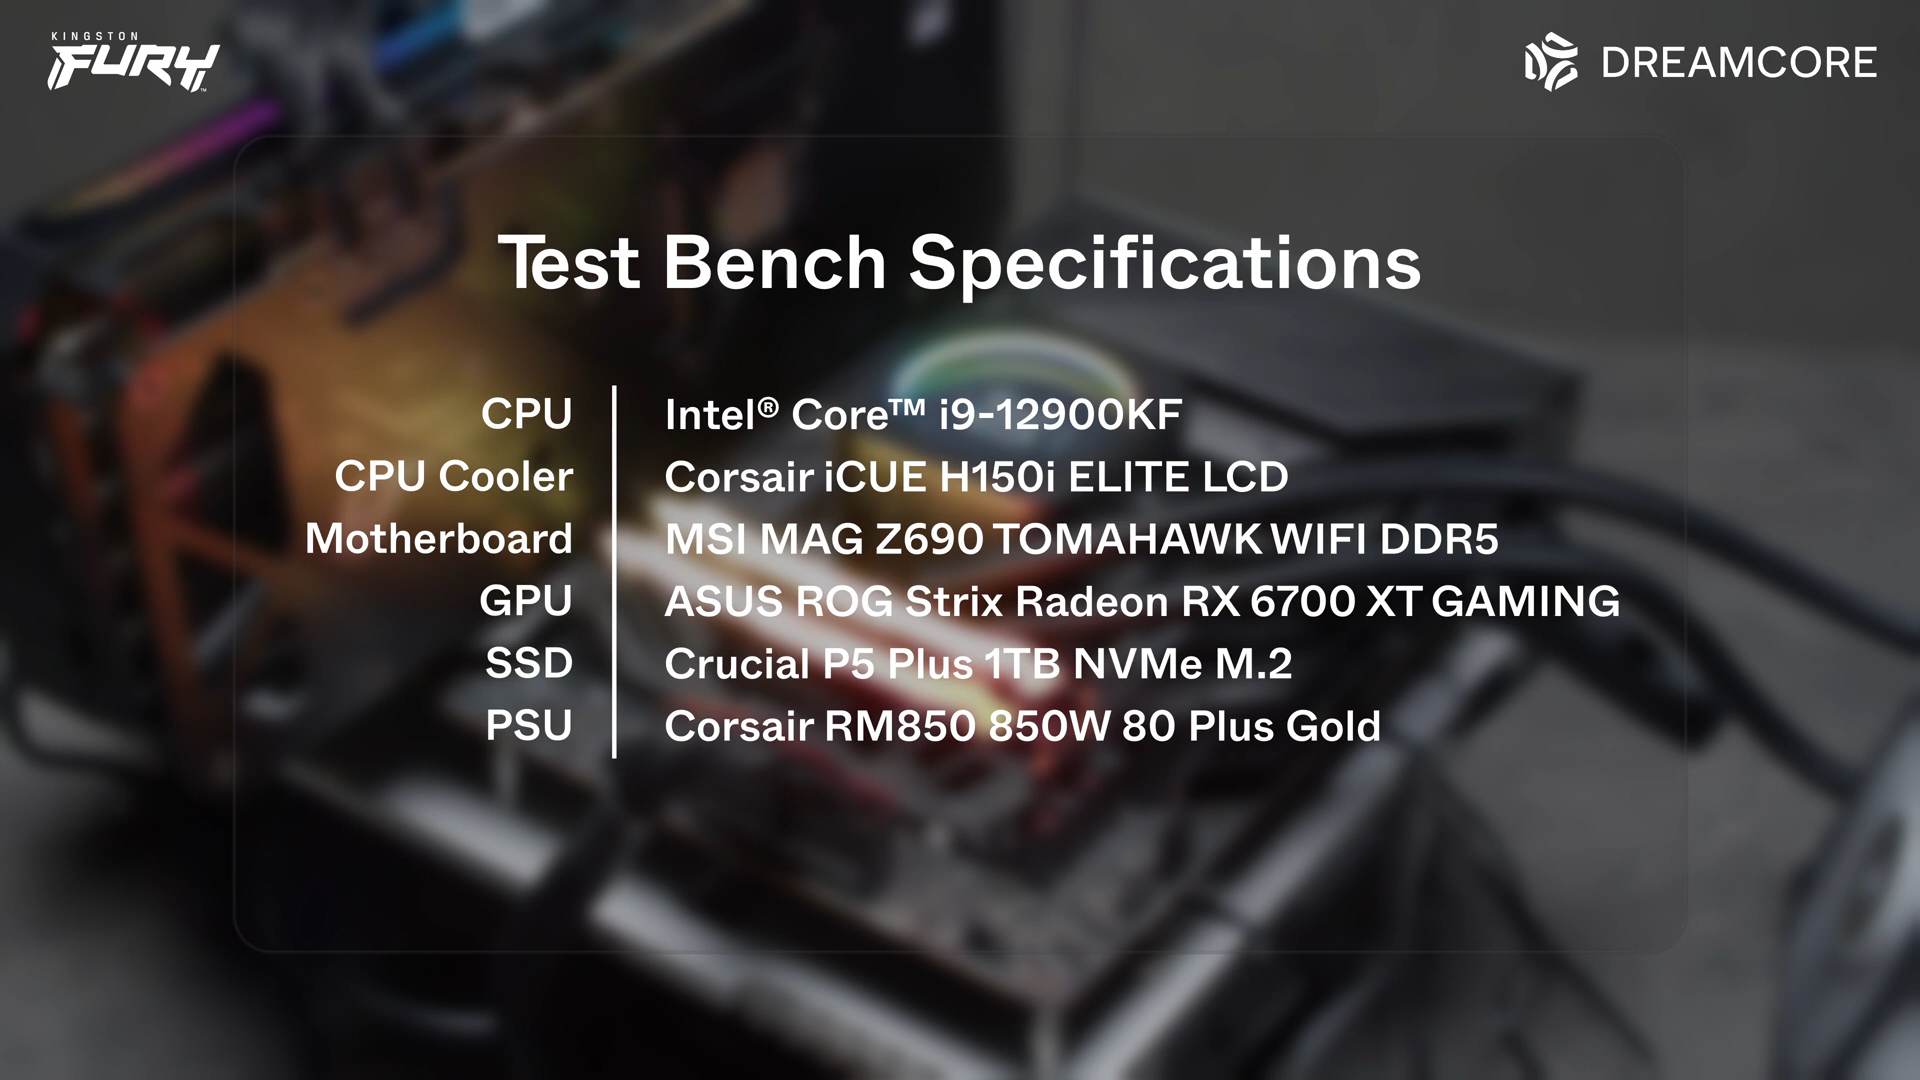 KINGSTON
FURY™
DREAMCORE
Test Bench Specifications
CPU Intel® Core™ i9-12900KF
CPU Cooler Corsair iCUE H150i ELITE LCD
Motherboard MSI MAG Z690 TOMAHAWK WIFI DDR5
GPU ASUS ROG Strix Radeon RX 6700 XT GAMING
SSD Crucial P5 Plus 1TB NVMe M.2
PSU Corsair RM850 850W 80 Plus Gold